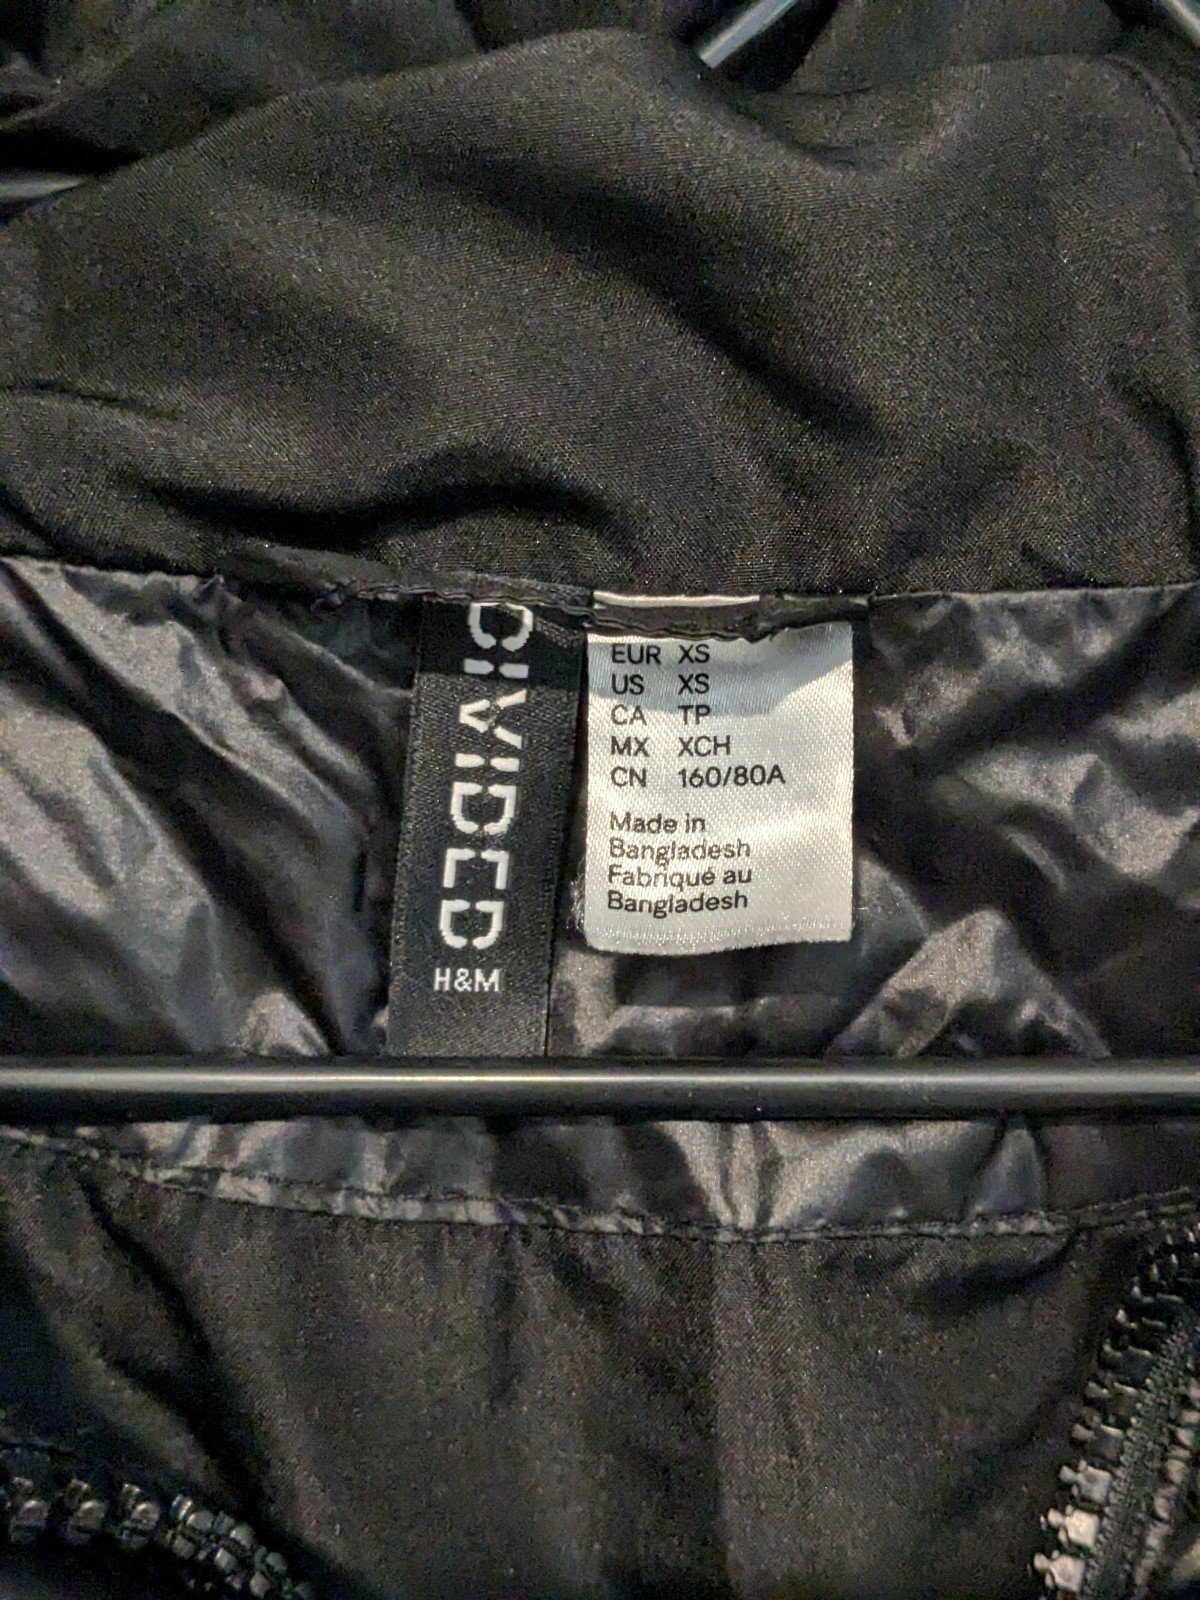 DIVIDED
H&M
EUR XS
US XS
CA TP
MX XCH
CN 160/80A
Made in
Bangladesh
Fabriqué au
Bangladesh